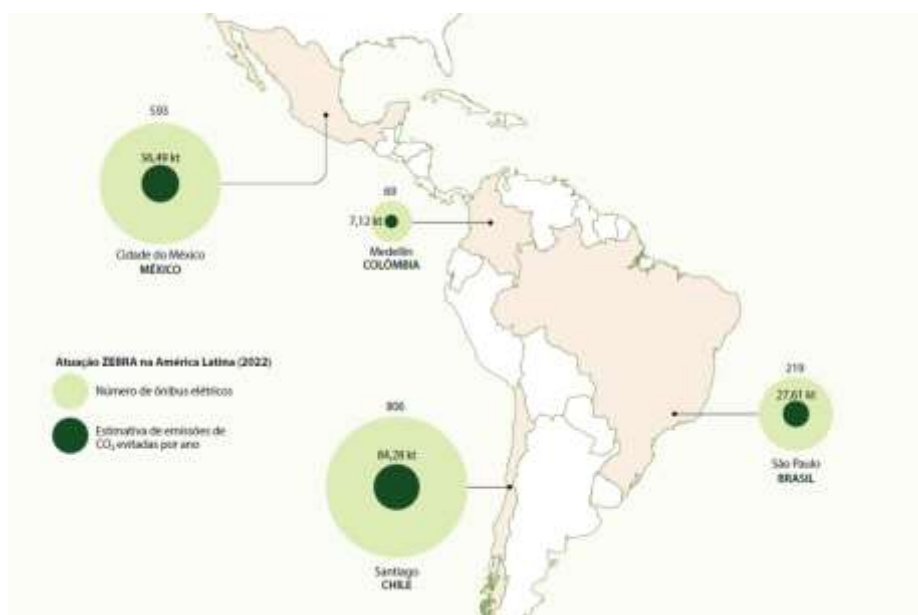 593
56,49 kt
Cidade do México
MÉXICO
69
7,12 kt
Medellín
COLÔMBIA
Atuação ZEBRA na América Latina (2022)
Número de ônibus elétricos
Estimativa de emissões de
CO₂ evitadas por ano
806
84,28 kt
Santiago
CHILE
219
27,61 kt
São Paulo
BRASIL